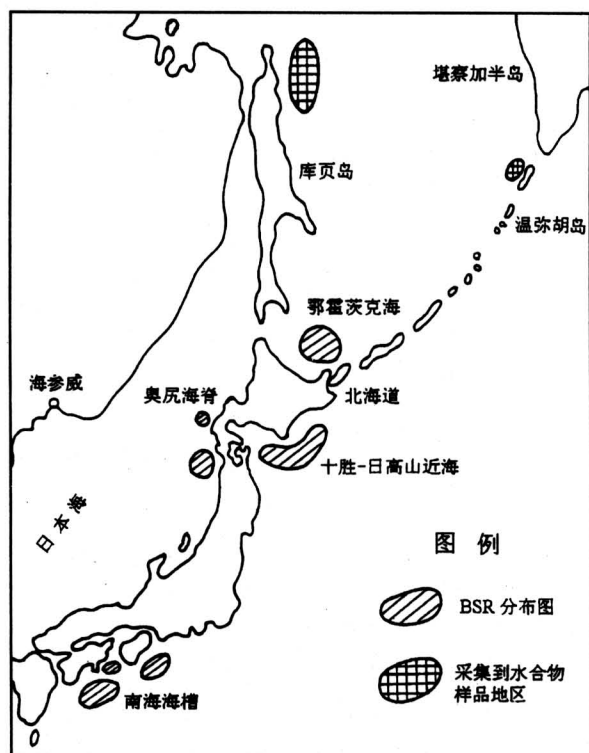 堪察加半岛
库页岛
温弥胡岛
鄂霍茨克海
海参威
奥尻海脊
北海道
十胜-日高山近海
日本海
图 例
BSR 分布图
采集到水合物
样品地区
南海海槽